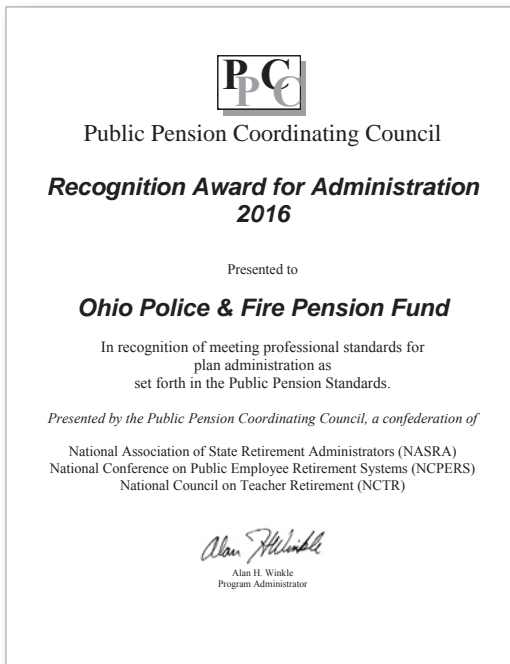 PPCC
Public Pension Coordinating Council
Recognition Award for Administration
2016
Presented to
Ohio Police & Fire Pension Fund
In recognition of meeting professional standards for
plan administration as
set forth in the Public Pension Standards.
Presented by the Public Pension Coordinating Council, a confederation of
National Association of State Retirement Administrators (NASRA)
National Conference on Public Employee Retirement Systems (NCPERS)
National Council on Teacher Retirement (NCTR)
Alan H Winkle
Alan H. Winkle
Program Administrator